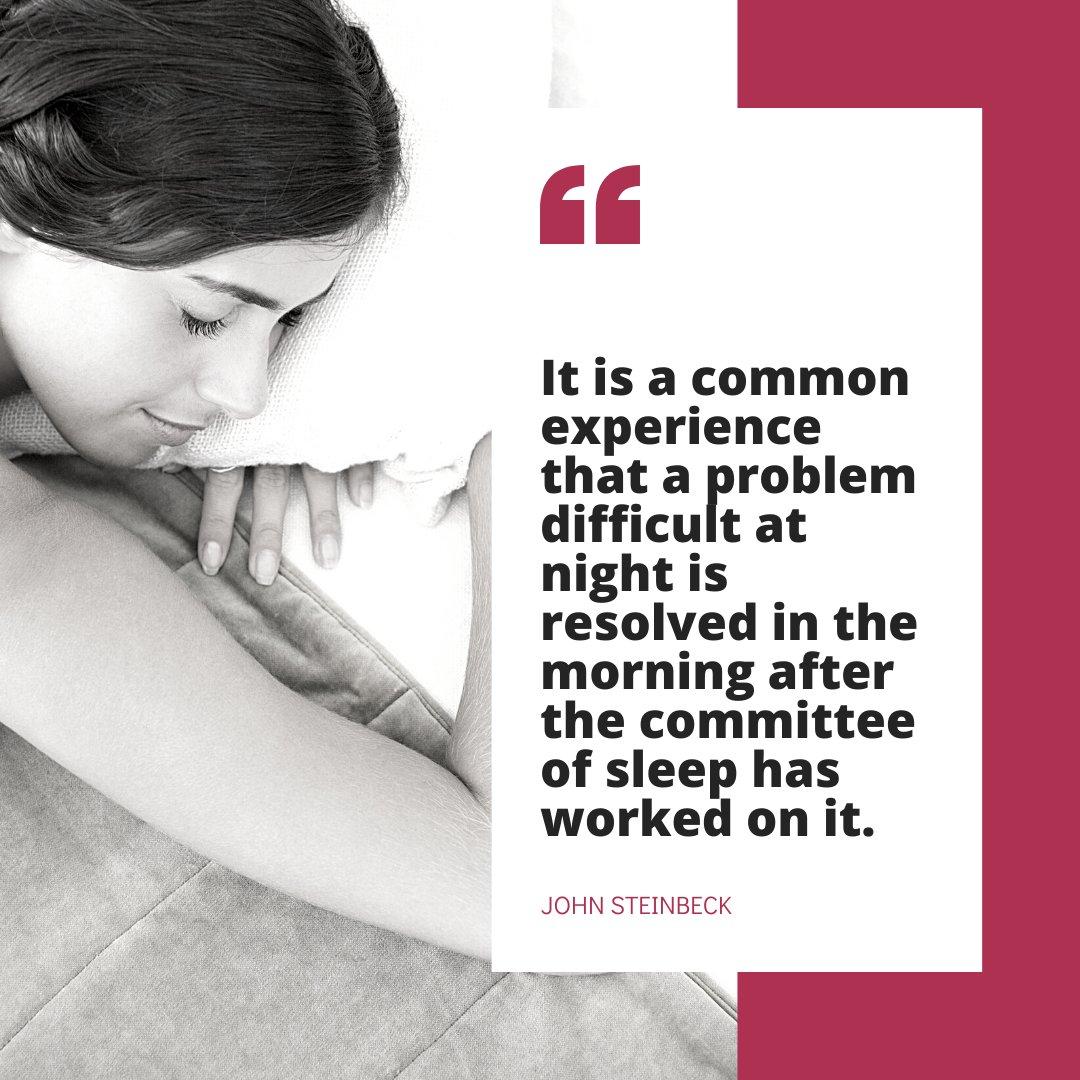 It is a common
experience
that a problem
difficult at
night is
resolved in the
morning after
the committee
of sleep has
worked on it.
JOHN STEINBECK